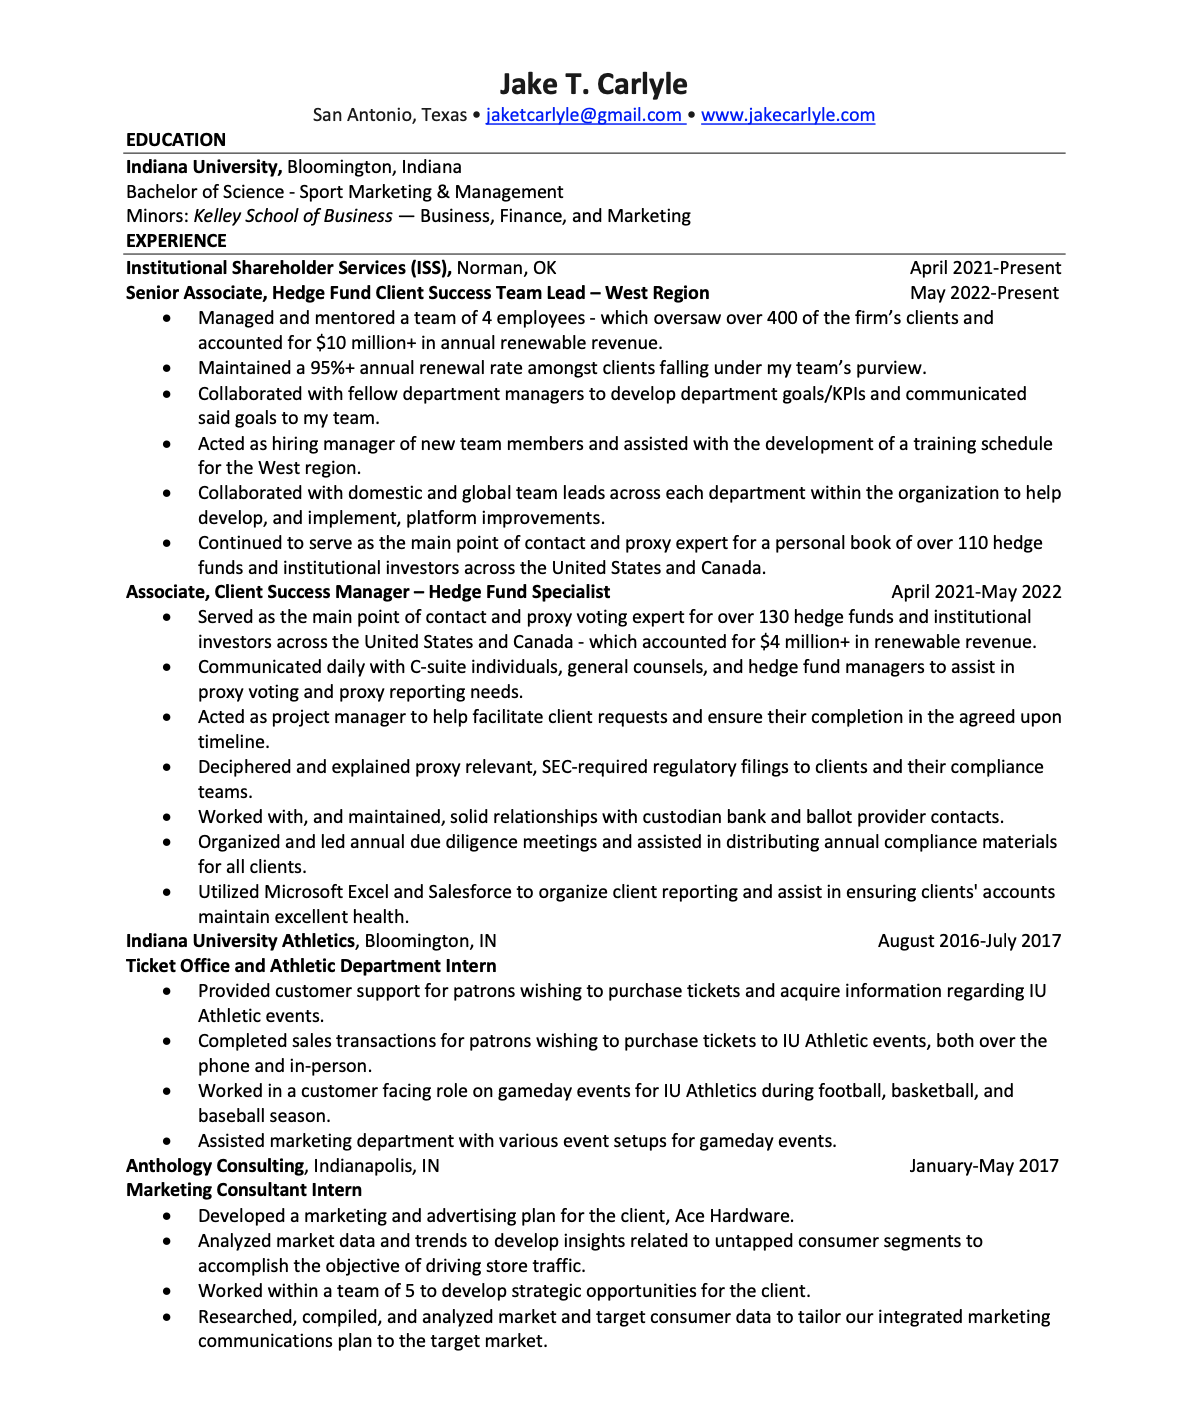 Jake T. Carlyle
San Antonio, Texas • jaketcarlyle@gmail.com • www.jakecarlyle.com
EDUCATION
Indiana University, Bloomington, Indiana
Bachelor of Science - Sport Marketing & Management
Minors: Kelley School of Business — Business, Finance, and Marketing
EXPERIENCE
Institutional Shareholder Services (ISS), Norman, OK April 2021-Present
Senior Associate, Hedge Fund Client Success Team Lead – West Region May 2022-Present
• Managed and mentored a team of 4 employees - which oversaw over 400 of the firm’s clients and
accounted for $10 million+ in annual renewable revenue.
• Maintained a 95%+ annual renewal rate amongst clients falling under my team’s purview.
• Collaborated with fellow department managers to develop department goals/KPIs and communicated
said goals to my team.
• Acted as hiring manager of new team members and assisted with the development of a training schedule
for the West region.
• Collaborated with domestic and global team leads across each department within the organization to help
develop, and implement, platform improvements.
• Continued to serve as the main point of contact and proxy expert for a personal book of over 110 hedge
funds and institutional investors across the United States and Canada.
Associate, Client Success Manager – Hedge Fund Specialist April 2021-May 2022
• Served as the main point of contact and proxy voting expert for over 130 hedge funds and institutional
investors across the United States and Canada - which accounted for $4 million+ in renewable revenue.
• Communicated daily with C-suite individuals, general counsels, and hedge fund managers to assist in
proxy voting and proxy reporting needs.
• Acted as project manager to help facilitate client requests and ensure their completion in the agreed upon
timeline.
• Deciphered and explained proxy relevant, SEC-required regulatory filings to clients and their compliance
teams.
• Worked with, and maintained, solid relationships with custodian bank and ballot provider contacts.
• Organized and led annual due diligence meetings and assisted in distributing annual compliance materials
for all clients.
• Utilized Microsoft Excel and Salesforce to organize client reporting and assist in ensuring clients' accounts
maintain excellent health.
Indiana University Athletics, Bloomington, IN August 2016-July 2017
Ticket Office and Athletic Department Intern
• Provided customer support for patrons wishing to purchase tickets and acquire information regarding IU
Athletic events.
• Completed sales transactions for patrons wishing to purchase tickets to IU Athletic events, both over the
phone and in-person.
• Worked in a customer facing role on gameday events for IU Athletics during football, basketball, and
baseball season.
• Assisted marketing department with various event setups for gameday events.
Anthology Consulting, Indianapolis, IN January-May 2017
Marketing Consultant Intern
• Developed a marketing and advertising plan for the client, Ace Hardware.
• Analyzed market data and trends to develop insights related to untapped consumer segments to
accomplish the objective of driving store traffic.
• Worked within a team of 5 to develop strategic opportunities for the client.
• Researched, compiled, and analyzed market and target consumer data to tailor our integrated marketing
communications plan to the target market.